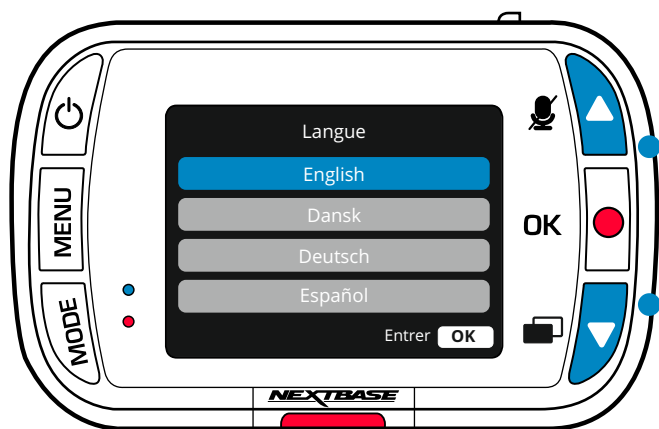 Langue
English
MENU
Dansk
OK
Deutsch
Español
MODE
Entrer OK
NEXTBASE